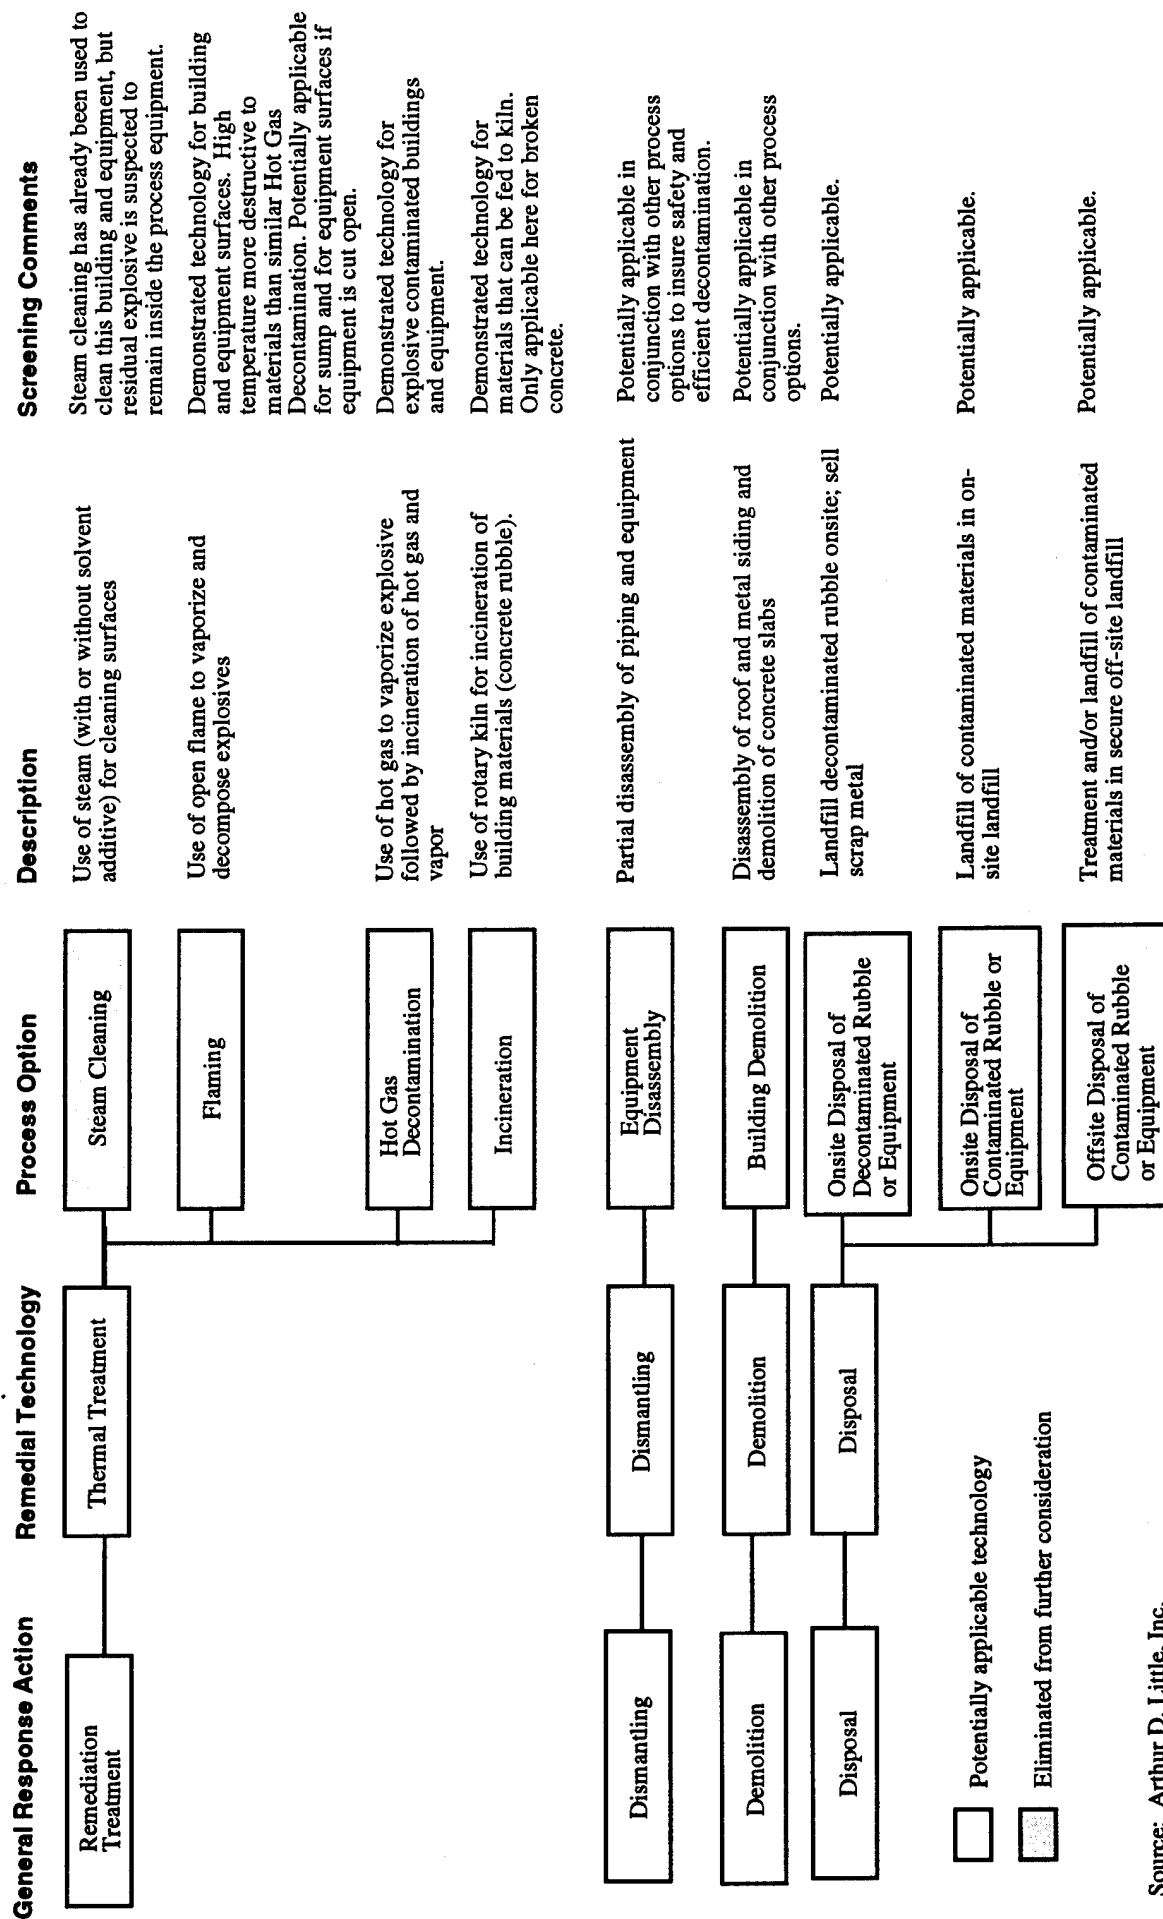 General Response Action
Remedial Technology
Process Option
Description
Screening Comments
Remediation
Treatment
Thermal Treatment
Steam Cleaning
Use of steam (with or without solvent
additive) for cleaning surfaces
Steam cleaning has already been used to
clean this building and equipment, but
residual explosive is suspected to
remain inside the process equipment.
Flaming
Use of open flame to vaporize and
decompose explosives
Demonstrated technology for building
and equipment surfaces. High
temperature more destructive to
materials than similar Hot Gas
Decontamination. Potentially applicable
for sump and for equipment surfaces if
equipment is cut open.
Hot Gas
Decontamination
Use of hot gas to vaporize explosive
followed by incineration of hot gas and
vapor
Demonstrated technology for
explosive contaminated buildings
and equipment.
Incineration
Use of rotary kiln for incineration of
building materials (concrete rubble).
Demonstrated technology for
materials that can be fed to kiln.
Only applicable here for broken
concrete.
Dismantling
Dismantling
Equipment
Disassembly
Partial disassembly of piping and equipment
Potentially applicable in
conjunction with other process
options to insure safety and
efficient decontamination.
Demolition
Demolition
Building Demolition
Disassembly of roof and metal siding and
demolition of concrete slabs
Potentially applicable in
conjunction with other process
options.
Disposal
Disposal
Onsite Disposal of
Decontaminated Rubble
or Equipment
Landfill decontaminated rubble onsite; sell
scrap metal
Potentially applicable.
Onsite Disposal of
Contaminated Rubble or
Equipment
Landfill of contaminated materials in on-
site landfill
Potentially applicable.
Offsite Disposal of
Contaminated Rubble
or Equipment
Treatment and/or landfill of contaminated
materials in secure off-site landfill
Potentially applicable.
Potentially applicable technology
Eliminated from further consideration
Source: Arthur D. Little, Inc.